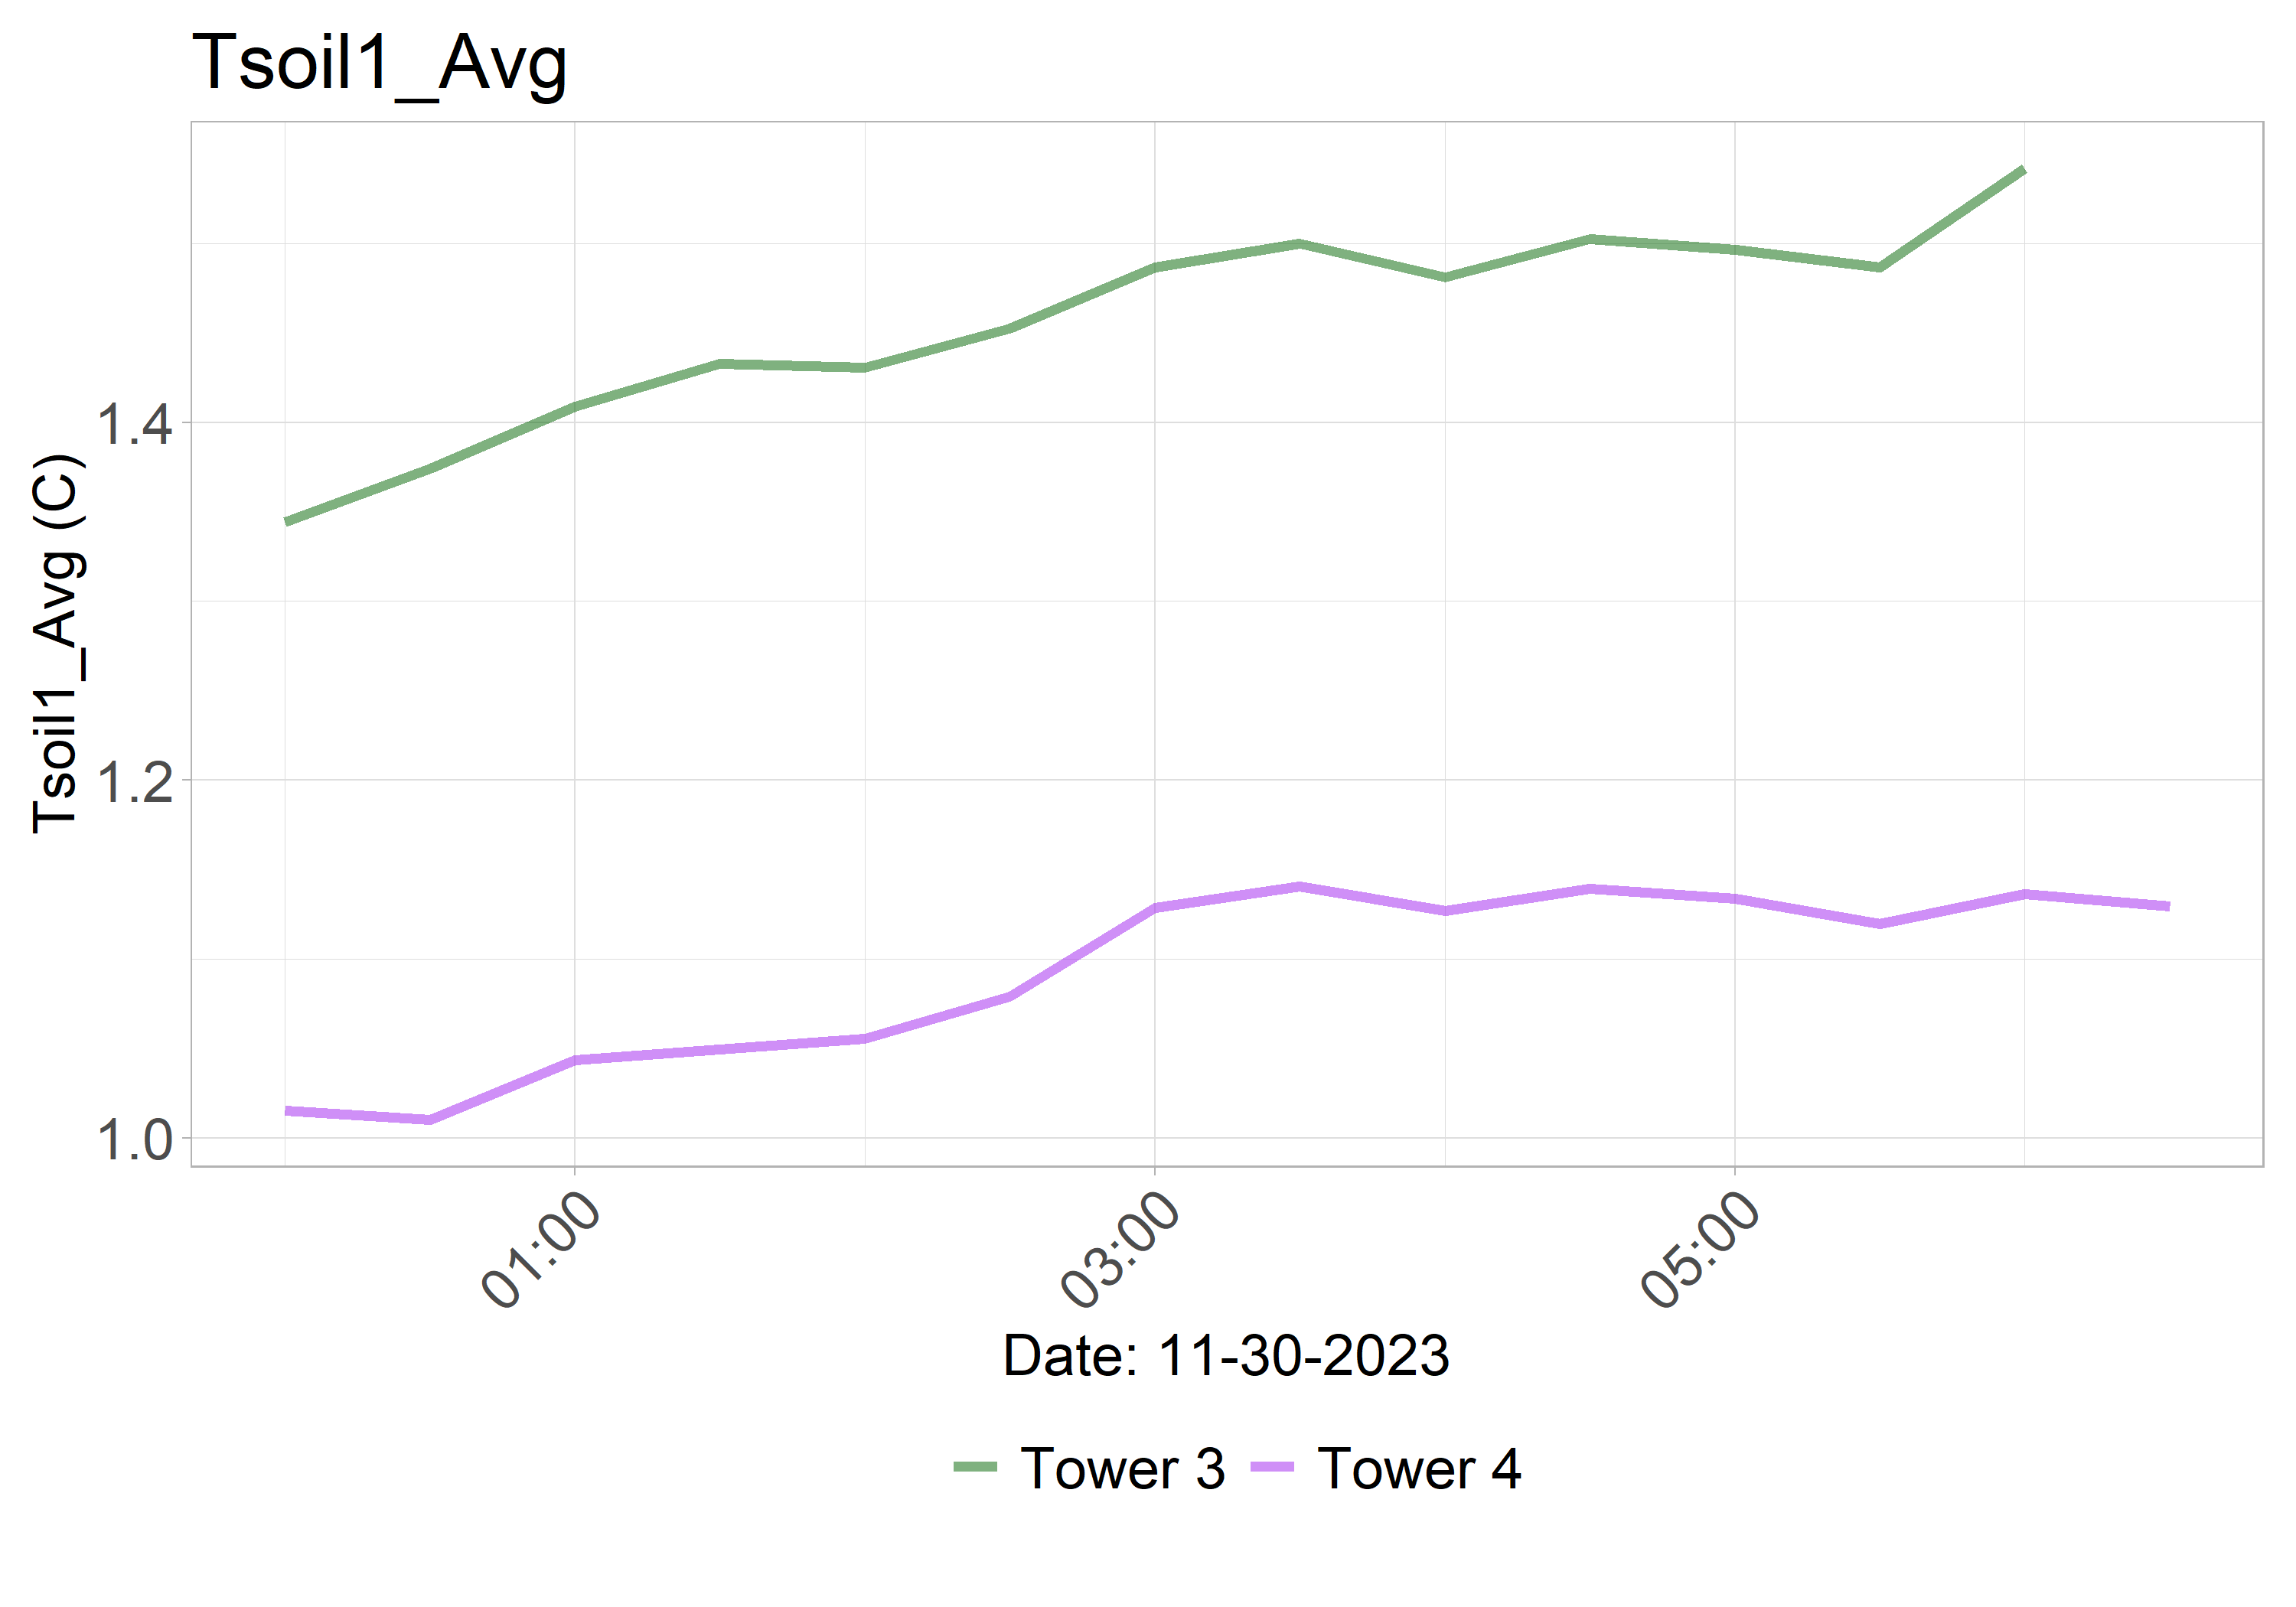 Tsoil1_Avg
Tsoil1_Avg (C)
1.4
1.2
1.0
01:00
03:00
05:00
Date: 11-30-2023
Tower 3
Tower 4